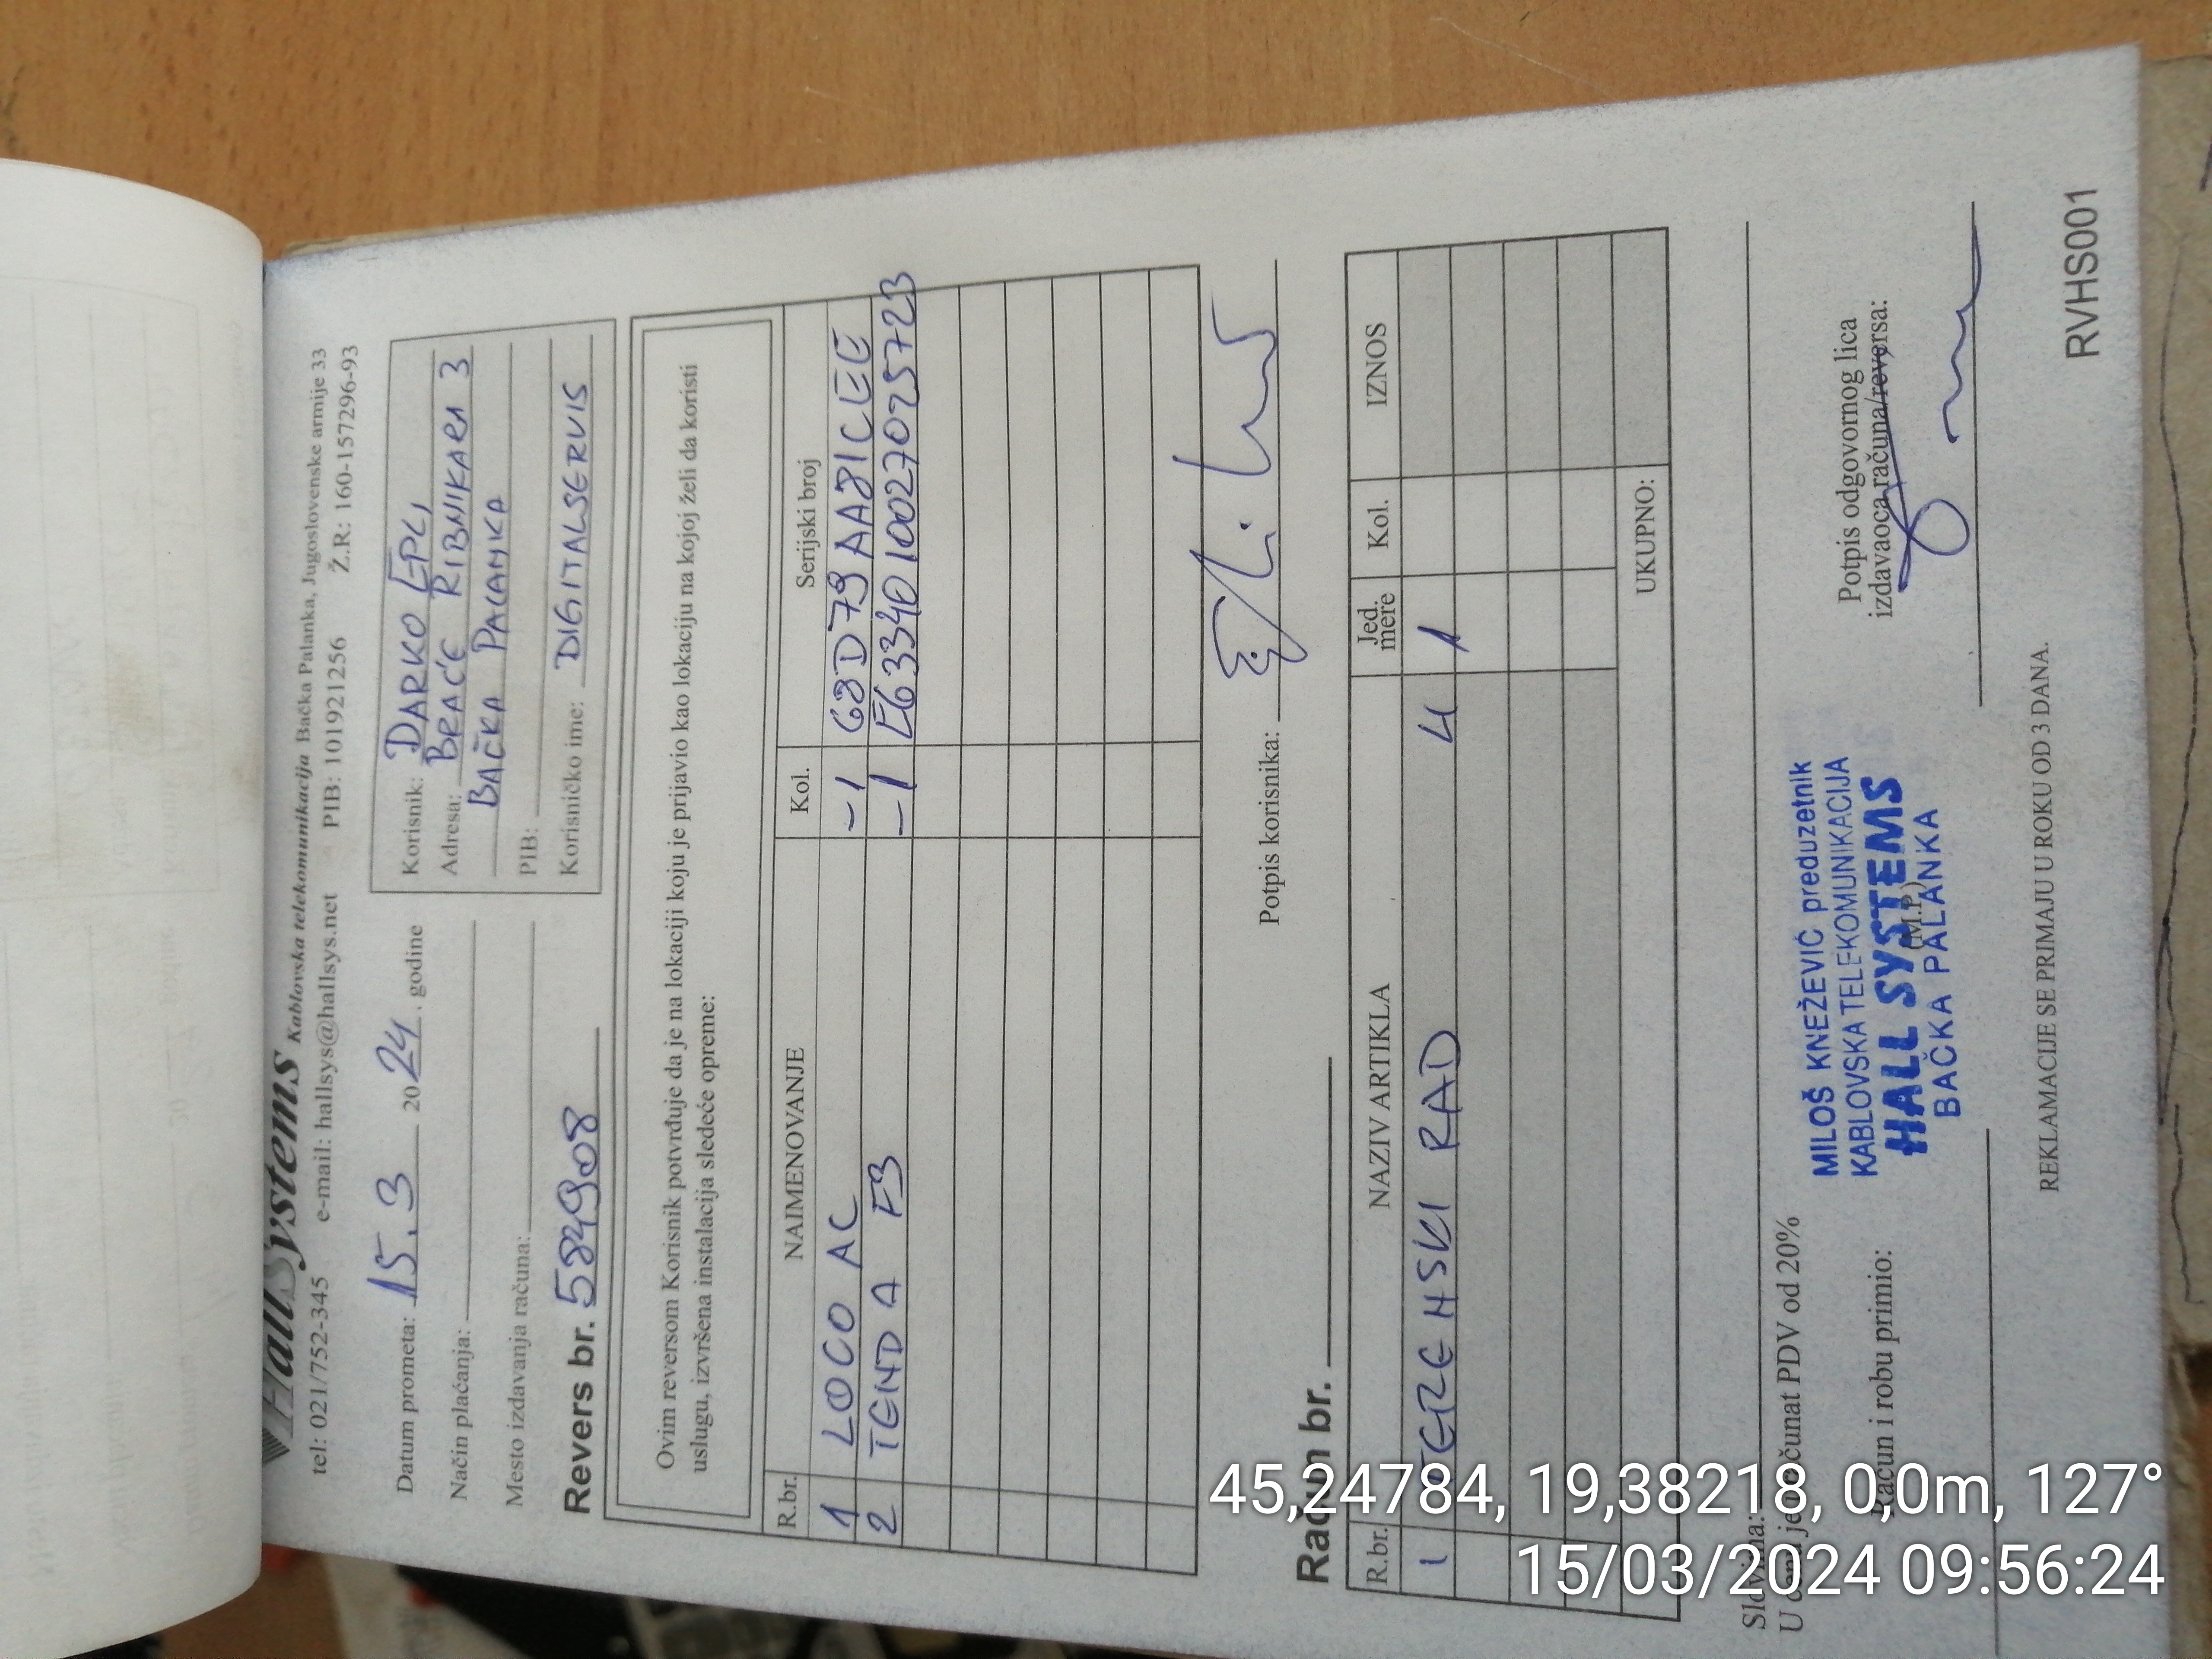 HallSystems Kablovska telekomunikacija Bačka Palanka, Jugoslovenske armije 33
tel: 021/752-345 e-mail: hallsys@hallsys.net PIB: 101921256 Ž.R: 160-157296-93
Datum prometa: 15.3 2024. godine
Način plaćanja:
Mesto izdavanja računa:
Revers br. 5849908
Korisnik: DARKO EPLI
Adresa: BRAĆE RIBNIKARA 3
BAČKA PALANKA
PIB:
Korisničko ime: DIGITALSERVIS
Ovim reversom Korisnik potvrđuje da je na lokaciji koju je prijavio kao lokaciju na kojoj želi da koristi
uslugu, izvršena instalacija sledeće opreme:
R.br. NAIMENOVANJE Kol. Serijski broj
1 LOCO AC -1 68D79AA81CEE
2 TENDA F3 -1 E6334010027025723
Potpis korisnika:
Račun br.
R.br. NAZIV ARTIKLA Jed. mere Kol. IZNOS
1 TERENSKI RAD 1
UKUPNO:
Slovima:
U cenu je uračunat PDV od 20%
Račun i robu primio:
MILOŠ KNEŽEVIĆ preduzetnik
KABLOVSKA TELEKOMUNIKACIJA
HALL SYSTEMS
(M.P.)
BAČKA PALANKA
Potpis odgovornog lica
izdavaoca računa/reversa:
REKLAMACIJE SE PRIMAJU U ROKU OD 3 DANA.
RVHS001
45,24784, 19,38218, 0,0m, 127°
15/03/2024 09:56:24